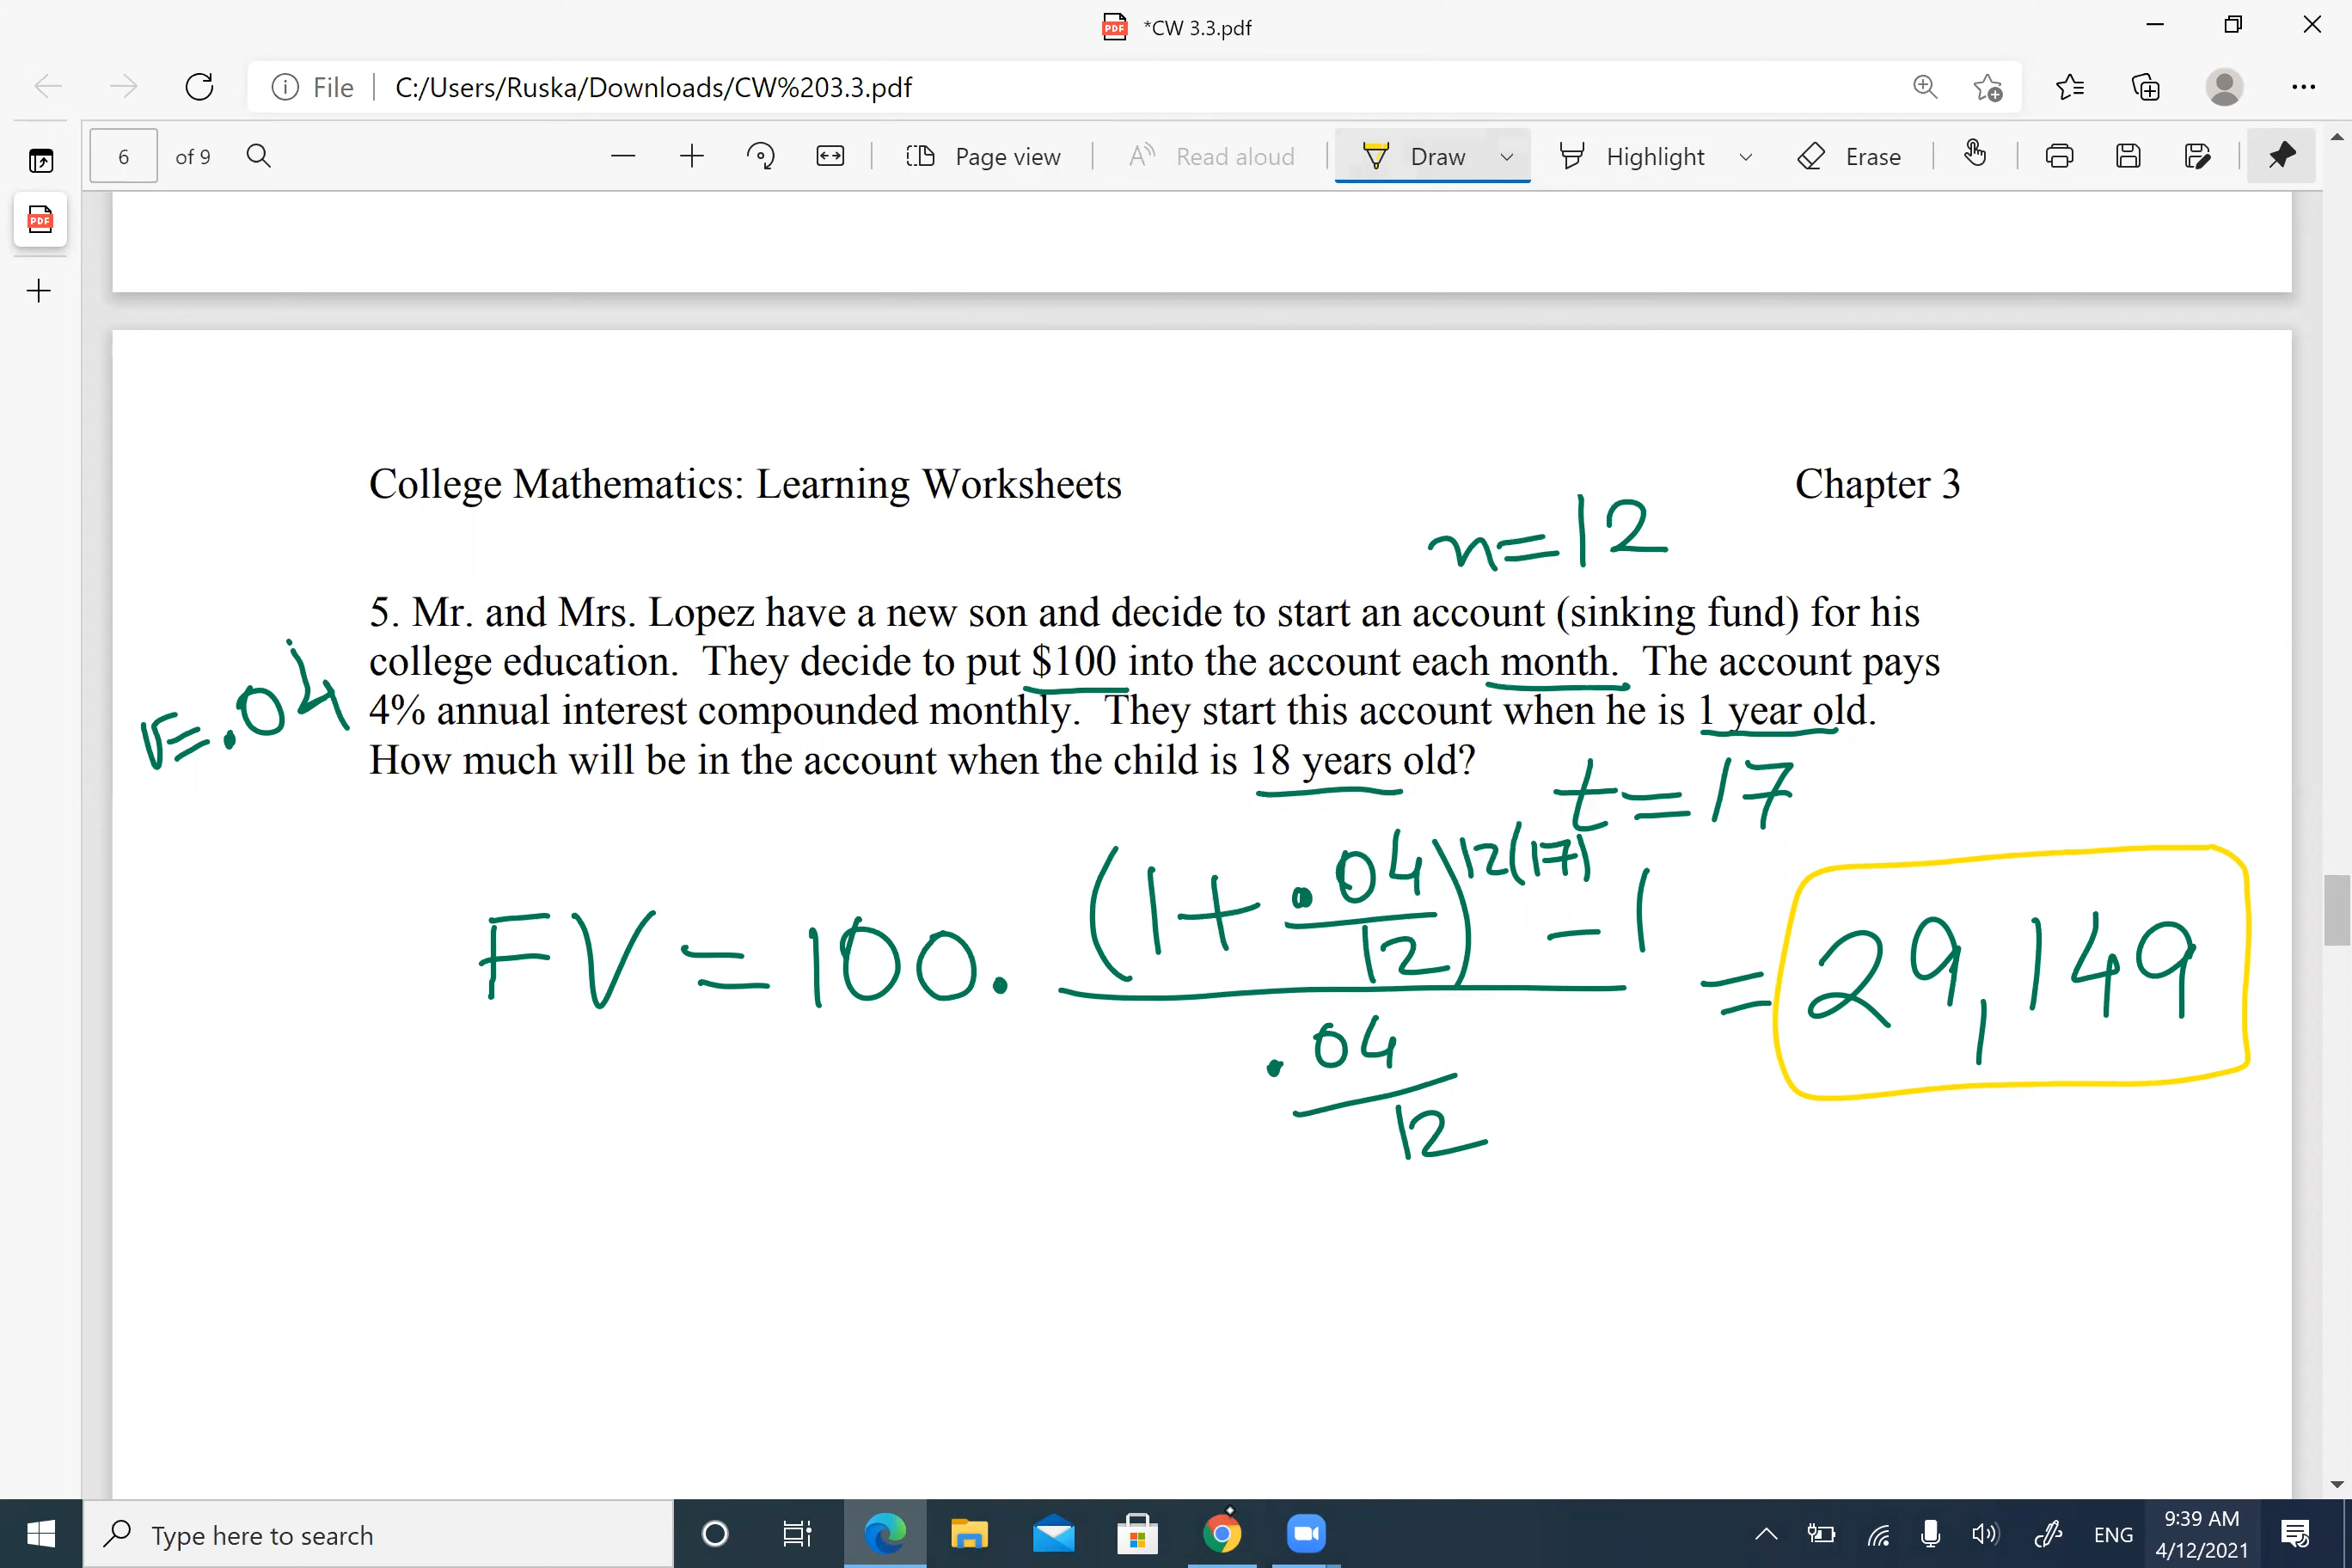 *CW 3.3.pdf
File | C:/Users/Ruska/Downloads/CW%203.3.pdf
6 of 9 Page view Read aloud Draw Highlight Erase
College Mathematics: Learning Worksheets Chapter 3
n=12
5. Mr. and Mrs. Lopez have a new son and decide to start an account (sinking fund) for his
college education. They decide to put $100 into the account each month. The account pays
4% annual interest compounded monthly. They start this account when he is 1 year old.
How much will be in the account when the child is 18 years old?
r=.04
t=17
FV = 100 · ((1+.04/12)^12(17) − 1)/(.04/12) = 29,149
Type here to search
ENG
9:39 AM
4/12/2021